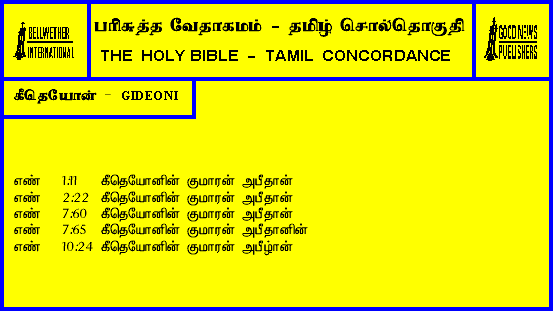 BELLWETHER
INTERNATIONAL
பரிசுத்த வேதாகமம் - தமிழ் சொல்தொகுதி
THE HOLY BIBLE - TAMIL CONCORDANCE
GOOD NEWS
PUBLISHERS
கீதெயோன் - GIDEONI
எண் 1:11 கீதெயோனின் குமாரன் அபீதான்
எண் 2:22 கீதெயோனின் குமாரன் அபீதான்
எண் 7:60 கீதெயோனின் குமாரன் அபீதான்
எண் 7:65 கீதெயோனின் குமாரன் அபீதானின்
எண் 10:24 கீதெயோனின் குமாரன் அபீழ்ான்